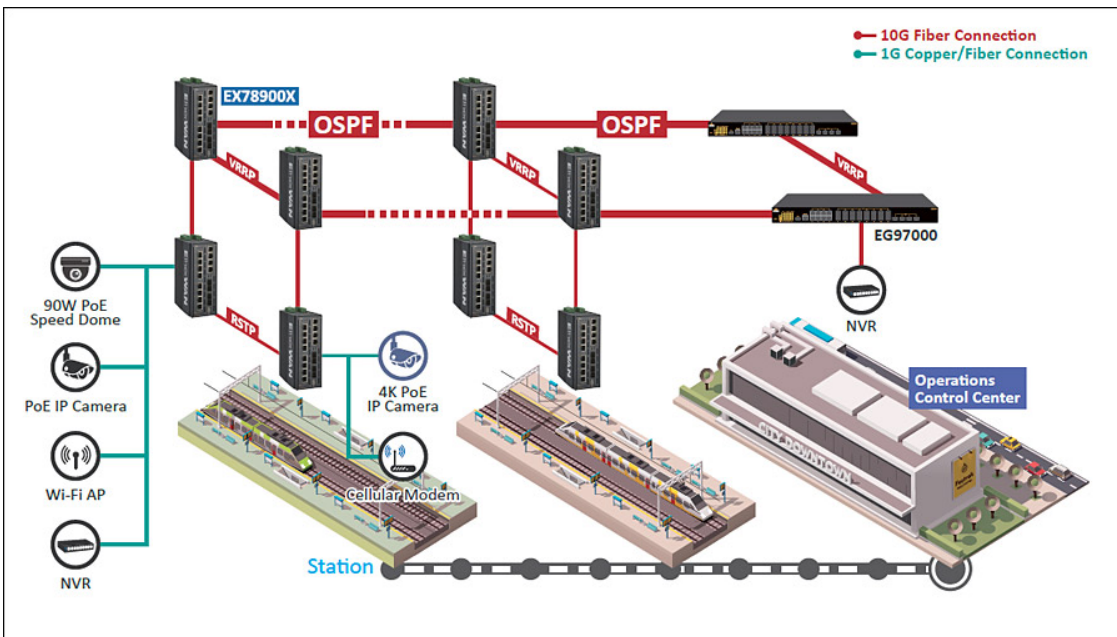 10G Fiber Connection
1G Copper/Fiber Connection
EX78900X
OSPF
OSPF
VRRP
VRRP
VRRP
EG97000
90W PoE
Speed Dome
RSTP
RSTP
NVR
4K PoE
IP Camera
Operations
Control Center
PoE IP Camera
CITY DOWNTOWN
Wi-Fi AP
Cellular Modem
NVR
Station